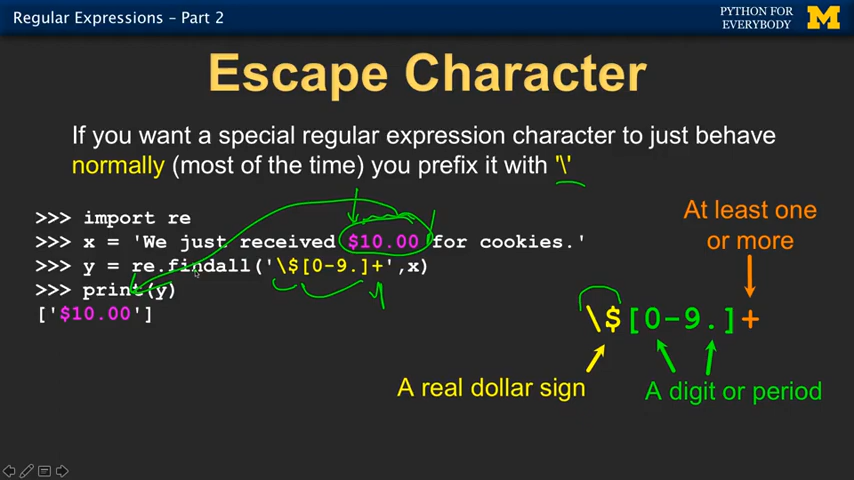 Regular Expressions – Part 2
PYTHON FOR
EVERYBODY
M
Escape Character
If you want a special regular expression character to just behave
normally (most of the time) you prefix it with '\'
>>> import re
>>> x = 'We just received $10.00 for cookies.'
>>> y = re.findall('\$[0-9.]+',x)
>>> print(y)
['$10.00']
At least one
or more
\$[0-9.]+
A real dollar sign
A digit or period